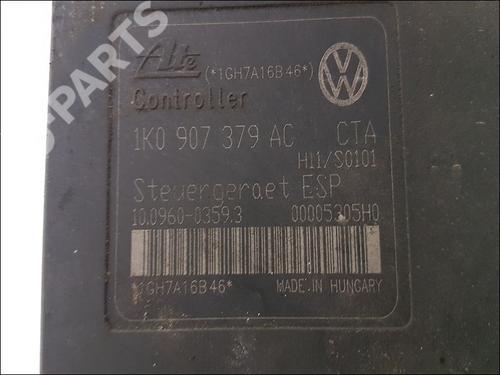 B-PARTS
Ate (*1GH7A16B46*)
VW
Controller
1K0 907 379 AC CTA
H11/S0101
Steuergeraet ESP
10.0960-0359.3 00005305H0
*1GH7A16B46* MADE IN HUNGARY